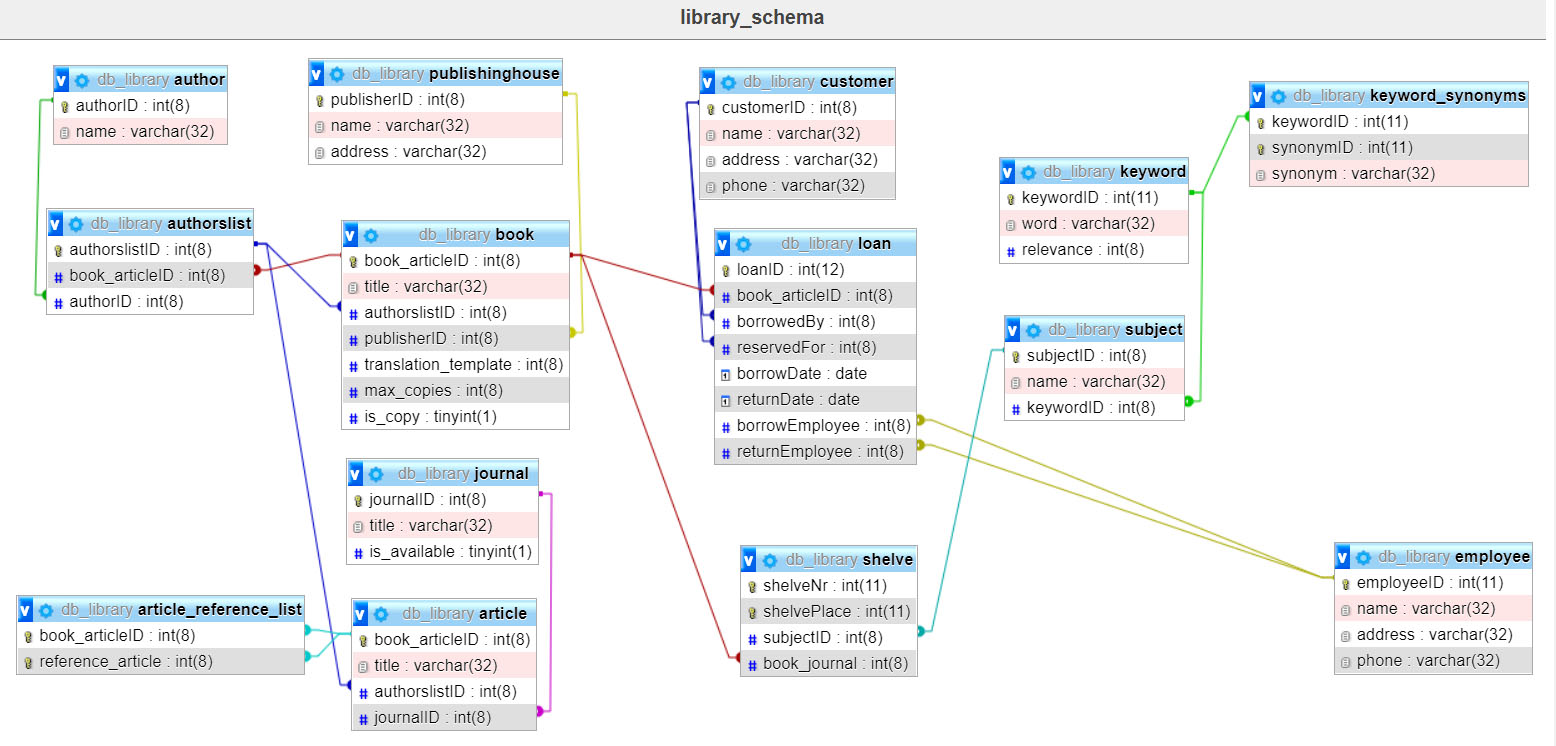 library_schema
db_library author
authorID : int(8)
name : varchar(32)
db_library publishinghouse
publisherID : int(8)
name : varchar(32)
address : varchar(32)
db_library customer
customerID : int(8)
name : varchar(32)
address : varchar(32)
phone : varchar(32)
db_library keyword_synonyms
keywordID : int(11)
synonymID : int(11)
synonym : varchar(32)
db_library keyword
keywordID : int(11)
word : varchar(32)
relevance : int(8)
db_library authorslist
authorslistID : int(8)
book_articleID : int(8)
authorID : int(8)
db_library book
book_articleID : int(8)
title : varchar(32)
authorslistID : int(8)
publisherID : int(8)
translation_template : int(8)
max_copies : int(8)
is_copy : tinyint(1)
db_library loan
loanID : int(12)
book_articleID : int(8)
borrowedBy : int(8)
reservedFor : int(8)
borrowDate : date
returnDate : date
borrowEmployee : int(8)
returnEmployee : int(8)
db_library subject
subjectID : int(8)
name : varchar(32)
keywordID : int(8)
db_library journal
journalID : int(8)
title : varchar(32)
is_available : tinyint(1)
db_library shelve
shelveNr : int(11)
shelvePlace : int(11)
subjectID : int(8)
book_journal : int(8)
db_library employee
employeeID : int(11)
name : varchar(32)
address : varchar(32)
phone : varchar(32)
db_library article_reference_list
book_articleID : int(8)
reference_article : int(8)
db_library article
book_articleID : int(8)
title : varchar(32)
authorslistID : int(8)
journalID : int(8)